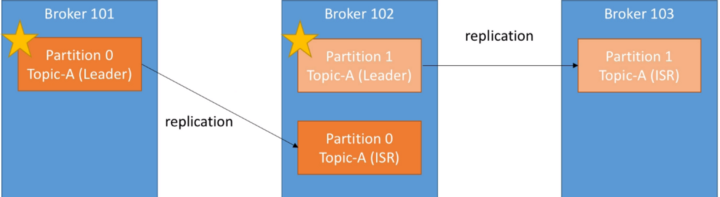 Broker 101
Partition 0
Topic-A (Leader)
replication
Broker 102
Partition 1
Topic-A (Leader)
Partition 0
Topic-A (ISR)
replication
Broker 103
Partition 1
Topic-A (ISR)